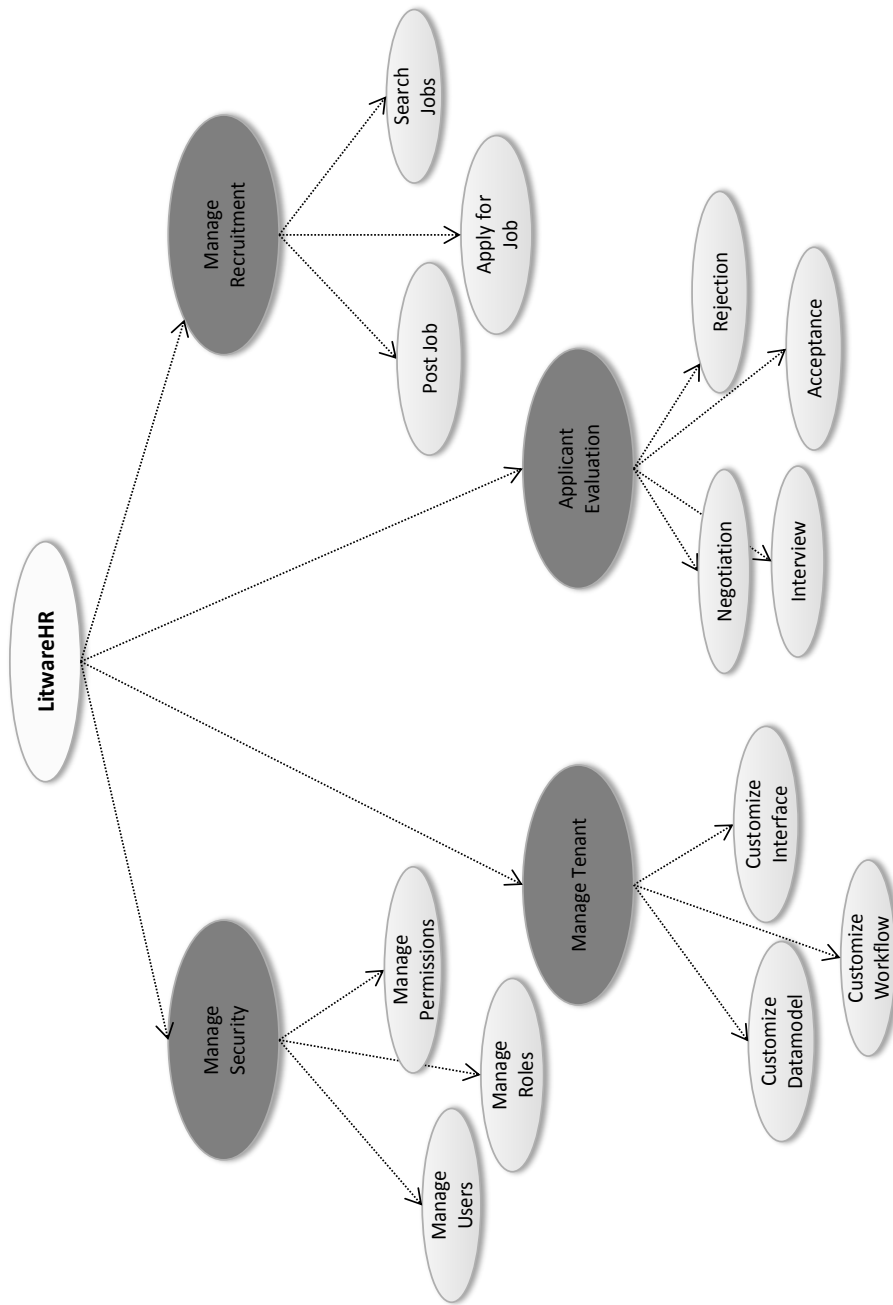 LitwareHR
Manage
Security
Manage
Recruitment
Manage
Users
Manage
Roles
Manage
Permissions
Post Job
Apply for
Job
Search
Jobs
Manage Tenant
Applicant
Evaluation
Customize
Datamodel
Customize
Workflow
Customize
Interface
Negotiation
Interview
Rejection
Acceptance